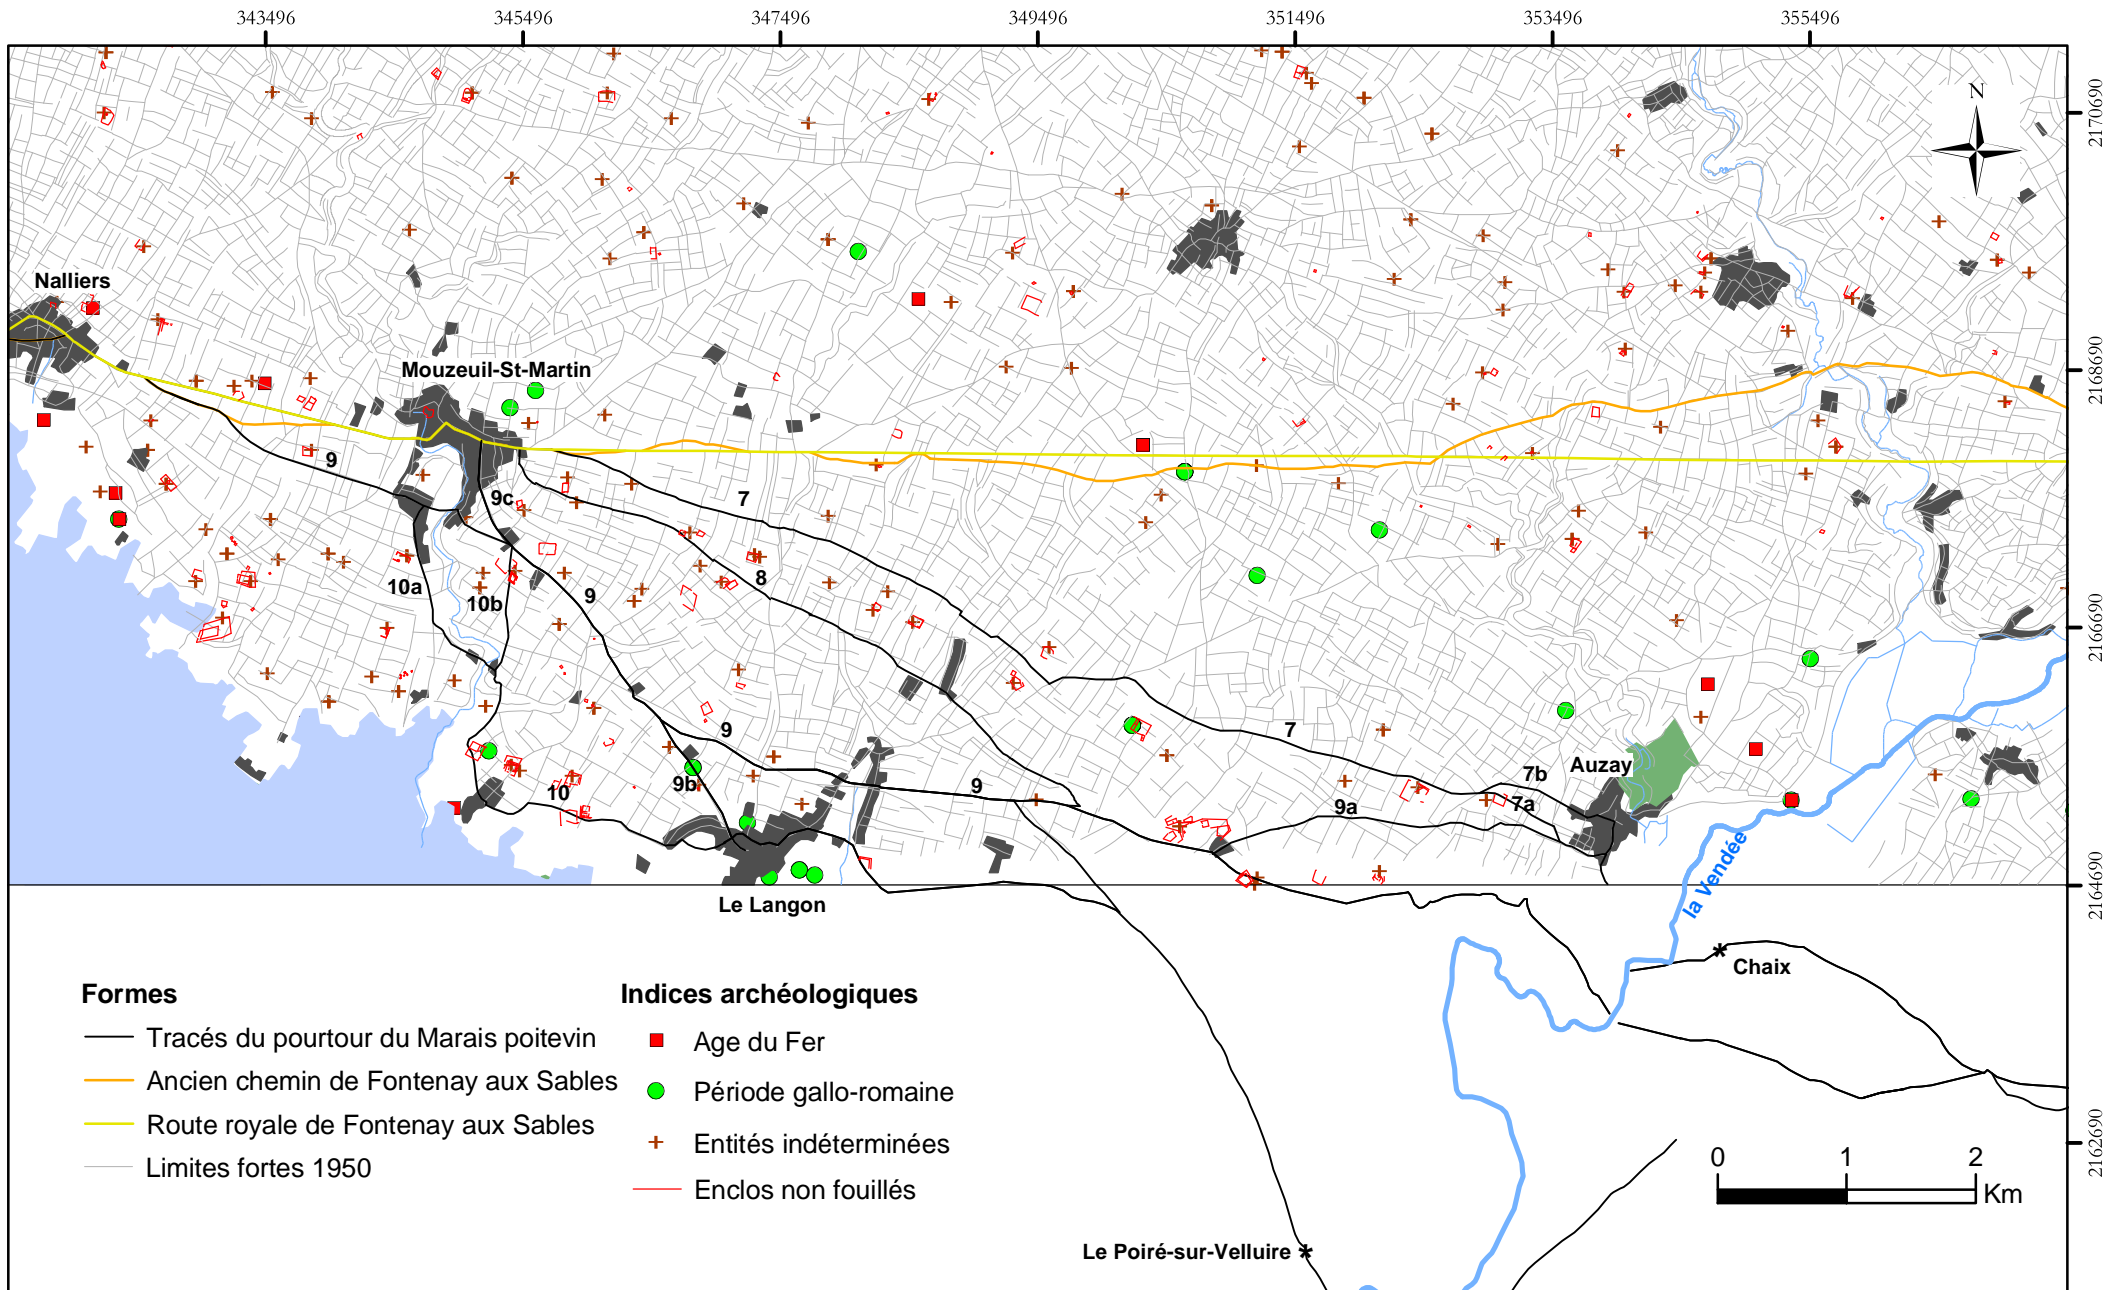 343496 345496 347496 349496 351496 353496 355496
2170690
N
Nalliers
Mouzeuil-St-Martin
2168690
9
9c
7
8
10a
10b
9
2166690
9
7
9b
10
9
9a
7b
7a
Auzay
la Vendée
2164690
Le Langon
Chaix
Formes
Tracés du pourtour du Marais poitevin
Ancien chemin de Fontenay aux Sables
Route royale de Fontenay aux Sables
Limites fortes 1950
Indices archéologiques
Age du Fer
Période gallo-romaine
Entités indéterminées
Enclos non fouillés
2162690
0 1 2
Km
Le Poiré-sur-Velluire *